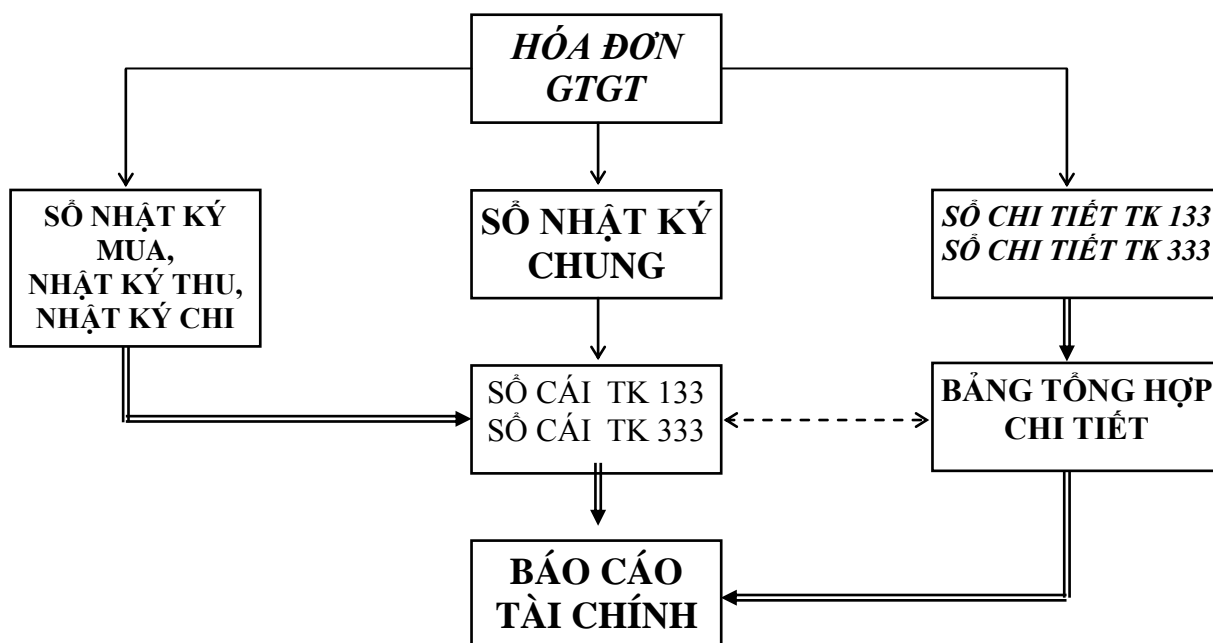 HÓA ĐƠN
GTGT
SỔ NHẬT KÝ
MUA,
NHẬT KÝ THU,
NHẬT KÝ CHI
SỔ NHẬT KÝ
CHUNG
SỔ CHI TIẾT TK 133
SỔ CHI TIẾT TK 333
SỔ CÁI TK 133
SỔ CÁI TK 333
BẢNG TỔNG HỢP
CHI TIẾT
BÁO CÁO
TÀI CHÍNH